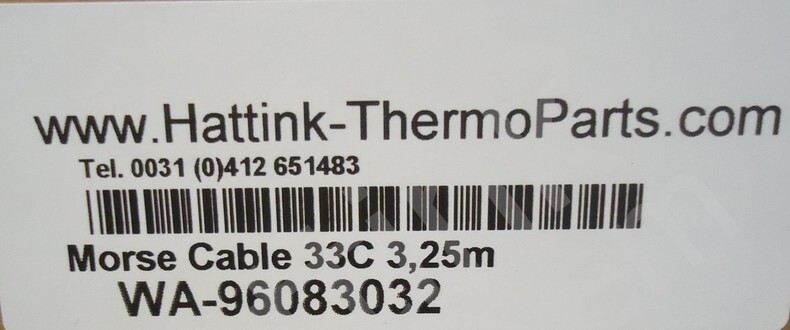 www.Hattink-ThermoParts.com
Tel. 0031 (0)412 651483
Morse Cable 33C 3,25m
WA-96083032